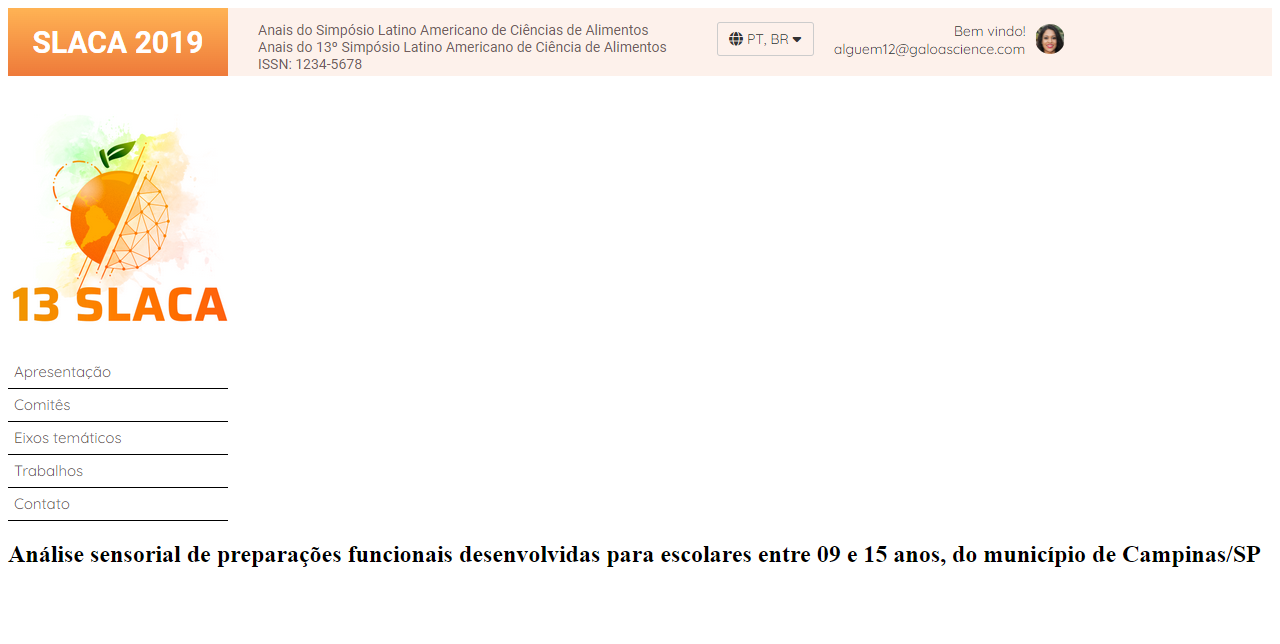 SLACA 2019
Anais do Simpósio Latino Americano de Ciências de Alimentos
Anais do 13º Simpósio Latino Americano de Ciência de Alimentos
ISSN: 1234-5678
PT, BR
Bem vindo!
alguem12@galoascience.com
13 SLACA
Apresentação
Comitês
Eixos temáticos
Trabalhos
Contato
Análise sensorial de preparações funcionais desenvolvidas para escolares entre 09 e 15 anos, do município de Campinas/SP